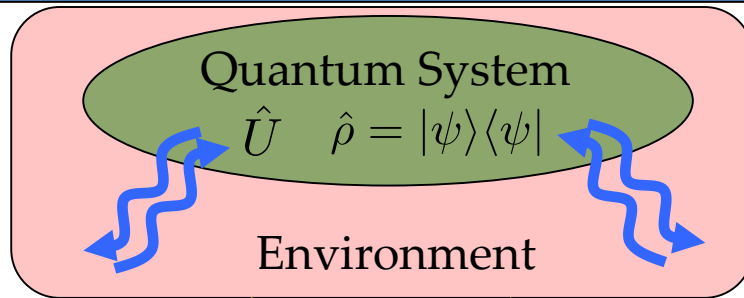 Quantum System
Û ρ̂ = |ψ⟩⟨ψ|
Environment